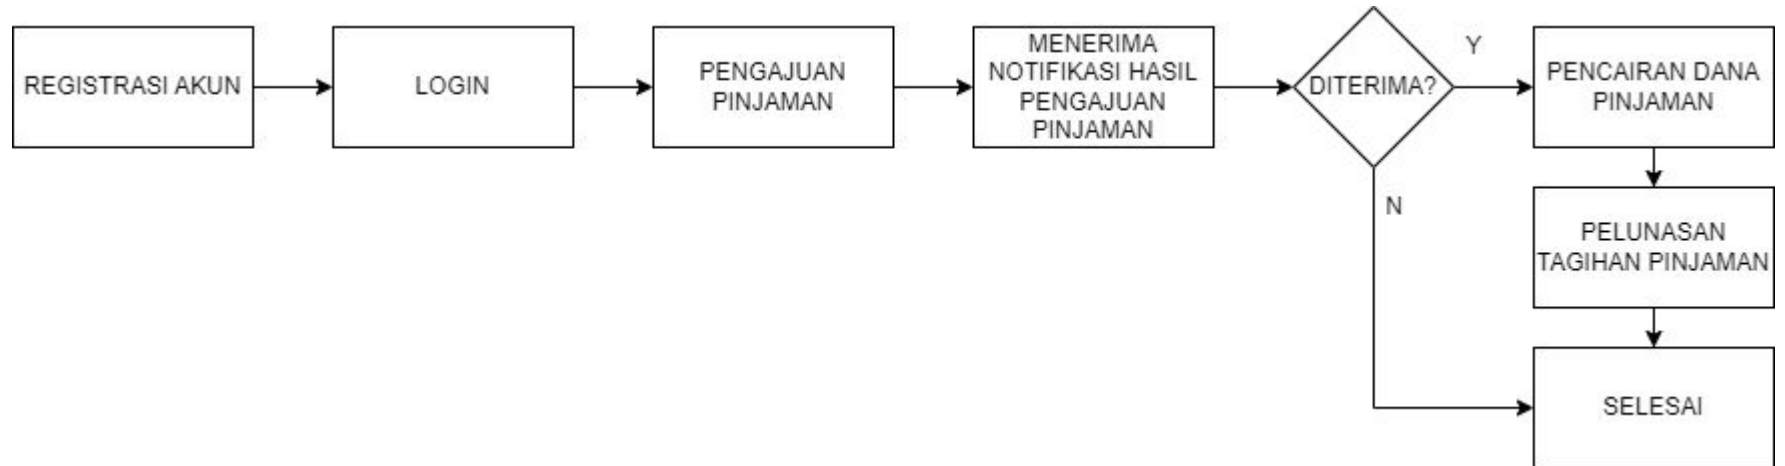 REGISTRASI AKUN
LOGIN
PENGAJUAN
PINJAMAN
MENERIMA
NOTIFIKASI HASIL
PENGAJUAN
PINJAMAN
DITERIMA?
Y
PENCAIRAN DANA
PINJAMAN
N
PELUNASAN
TAGIHAN PINJAMAN
SELESAI